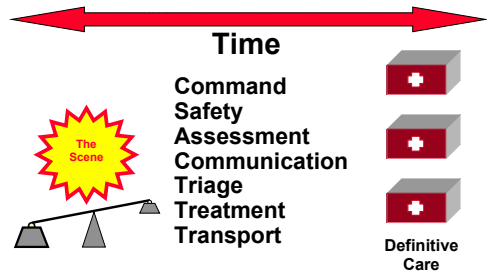 Time
Command
Safety
Assessment
Communication
Triage
Treatment
Transport
The
Scene
Definitive
Care